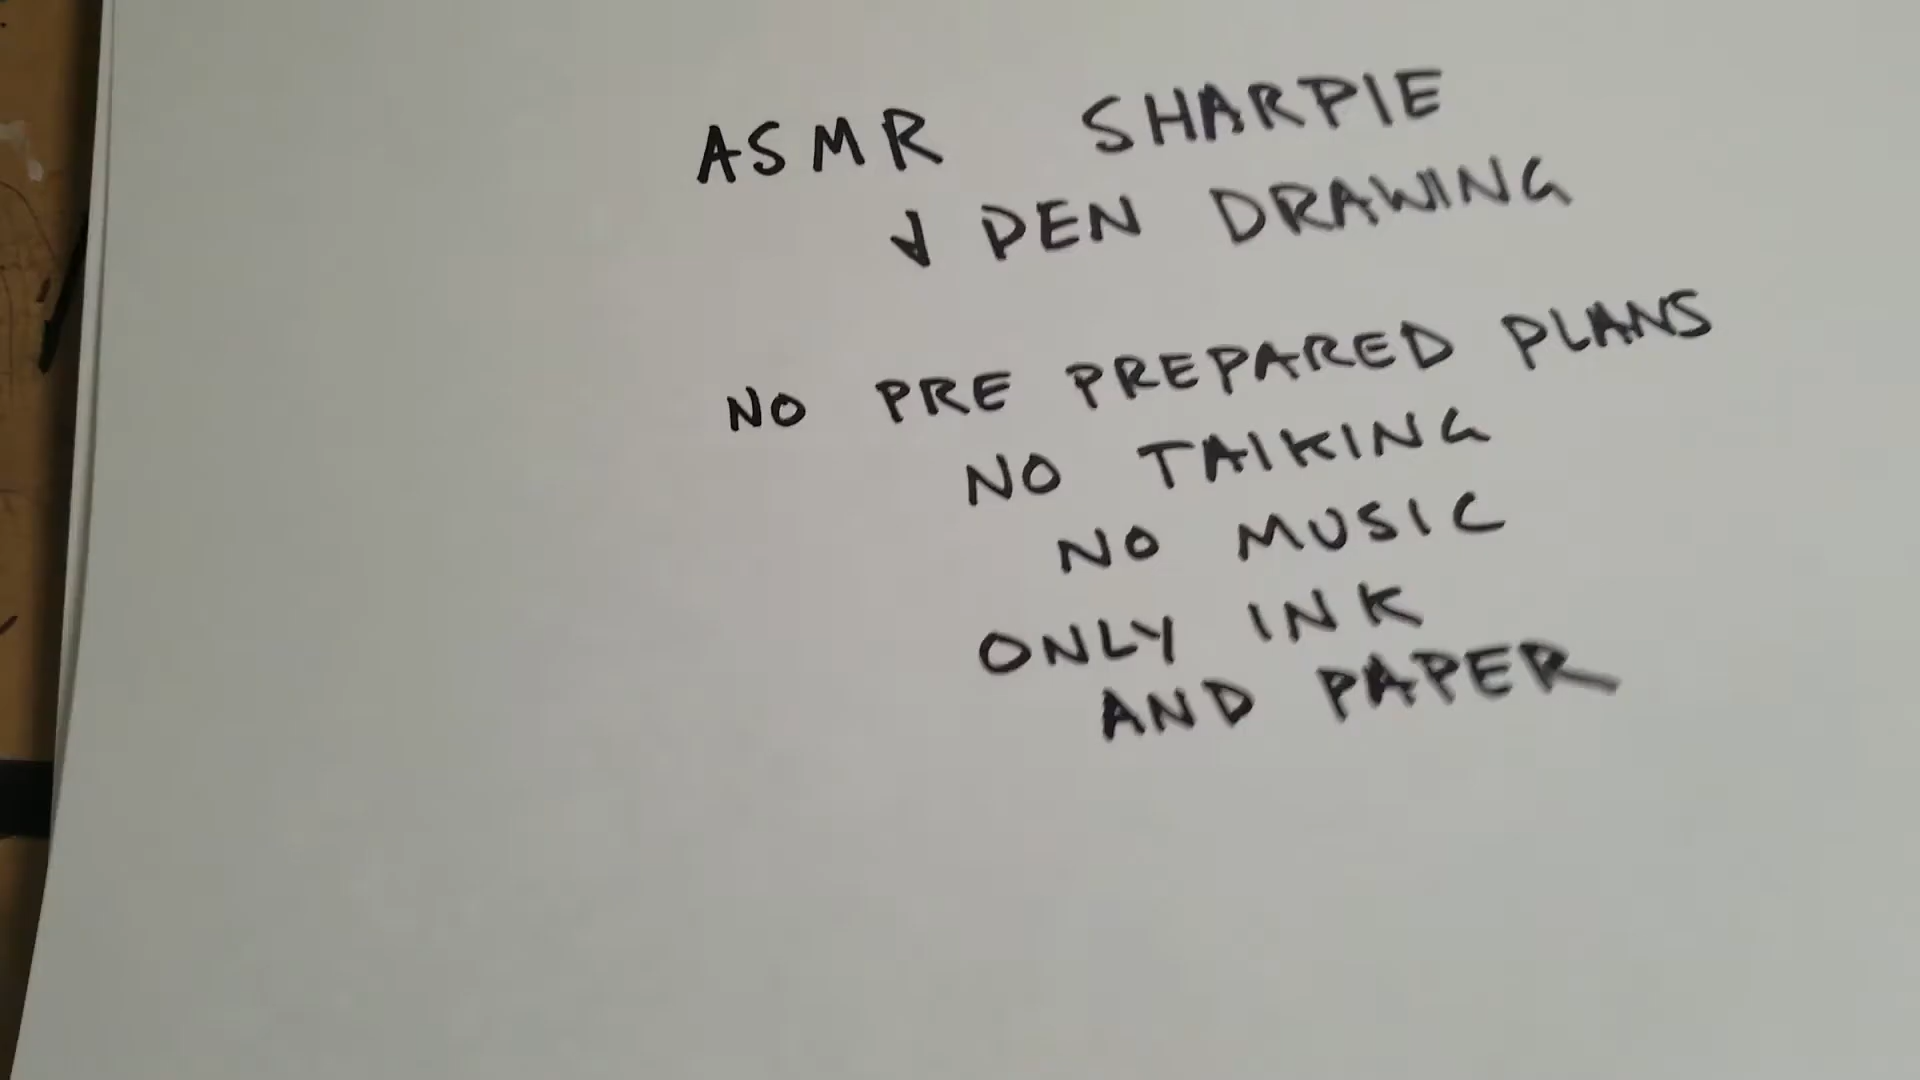 ASMR SHARPIE
PEN DRAWING
NO PRE PREPARED PLANS
NO TALKING
NO MUSIC
ONLY INK
AND PAPER